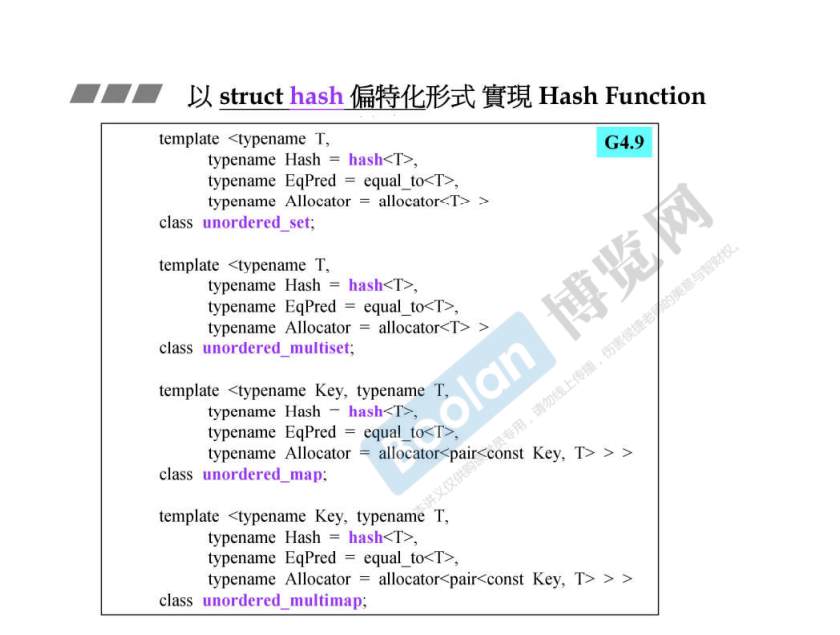 以 struct hash 偏特化形式 實現 Hash Function
G4.9
template <typename T,
typename Hash = hash<T>,
typename EqPred = equal_to<T>,
typename Allocator = allocator<T> >
class unordered_set;
template <typename T,
typename Hash = hash<T>,
typename EqPred = equal_to<T>,
typename Allocator = allocator<T> >
class unordered_multiset;
template <typename Key, typename T,
typename Hash = hash<T>,
typename EqPred = equal_to<T>,
typename Allocator = allocator<pair<const Key, T> > >
class unordered_map;
template <typename Key, typename T,
typename Hash = hash<T>,
typename EqPred = equal_to<T>,
typename Allocator = allocator<pair<const Key, T> > >
class unordered_multimap;
Boolan 博览网
本讲义仅供购课学员专用，请勿线上传播，伤害侯捷老师的美意与智财权。